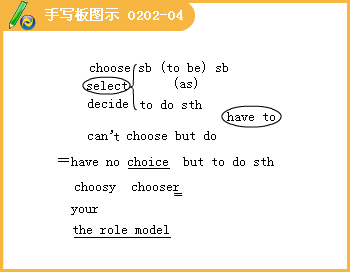 手写板图示 0202-04
choose sb (to be) sb
select (as)
decide to do sth
have to
can't choose but do
=have no choice but to do sth
choosy chooser
your
the role model